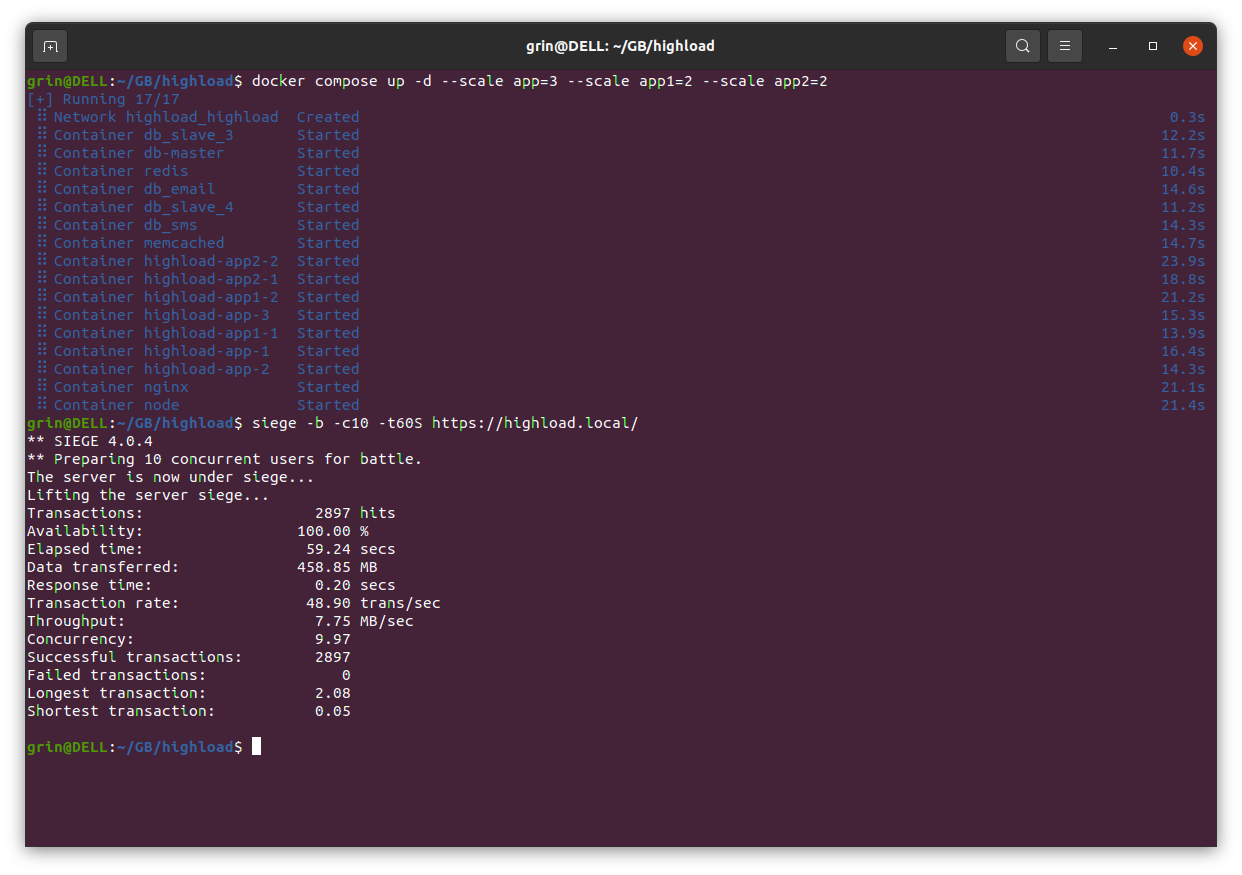 grin@DELL: ~/GB/highload
grin@DELL:~/GB/highload$ docker compose up -d --scale app=3 --scale app1=2 --scale app2=2
[+] Running 17/17
⠿ Network highload_highload  Created 0.3s
⠿ Container db_slave_3       Started 12.2s
⠿ Container db-master        Started 11.7s
⠿ Container redis            Started 10.4s
⠿ Container db_email         Started 14.6s
⠿ Container db_slave_4       Started 11.2s
⠿ Container db_sms           Started 14.3s
⠿ Container memcached        Started 14.7s
⠿ Container highload-app2-2  Started 23.9s
⠿ Container highload-app2-1  Started 18.8s
⠿ Container highload-app1-2  Started 21.2s
⠿ Container highload-app-3   Started 15.3s
⠿ Container highload-app1-1  Started 13.9s
⠿ Container highload-app-1   Started 16.4s
⠿ Container highload-app-2   Started 14.3s
⠿ Container nginx            Started 21.1s
⠿ Container node             Started 21.4s
grin@DELL:~/GB/highload$ siege -b -c10 -t60S https://highload.local/
** SIEGE 4.0.4
** Preparing 10 concurrent users for battle.
The server is now under siege...
Lifting the server siege...
Transactions:                   2897 hits
Availability:                 100.00 %
Elapsed time:                  59.24 secs
Data transferred:             458.85 MB
Response time:                  0.20 secs
Transaction rate:              48.90 trans/sec
Throughput:                     7.75 MB/sec
Concurrency:                    9.97
Successful transactions:        2897
Failed transactions:               0
Longest transaction:            2.08
Shortest transaction:           0.05
grin@DELL:~/GB/highload$